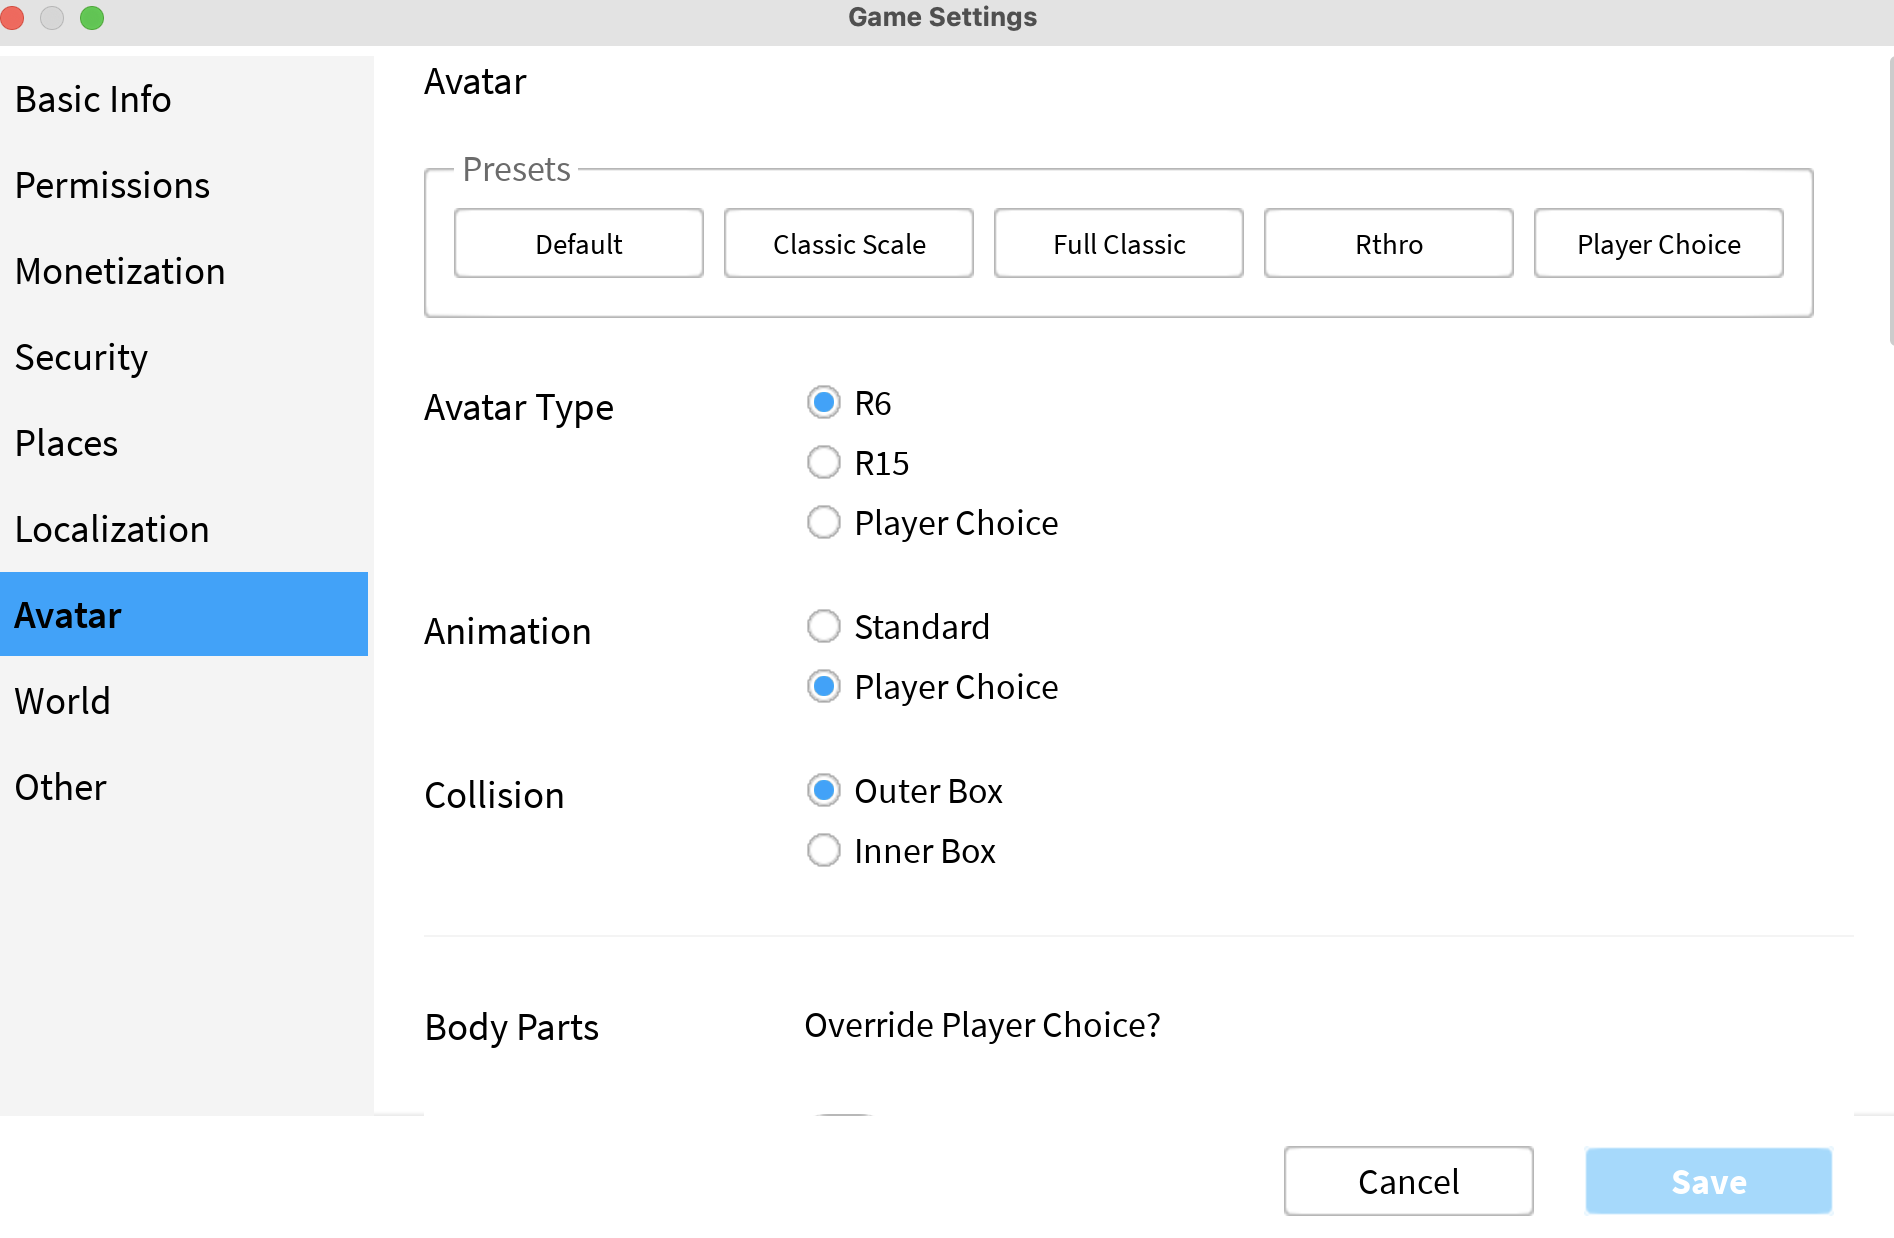 Game Settings
Basic Info
Permissions
Monetization
Security
Places
Localization
Avatar
World
Other
Avatar
Presets
Default
Classic Scale
Full Classic
Rthro
Player Choice
Avatar Type
R6
R15
Player Choice
Animation
Standard
Player Choice
Collision
Outer Box
Inner Box
Body Parts
Override Player Choice?
Cancel
Save